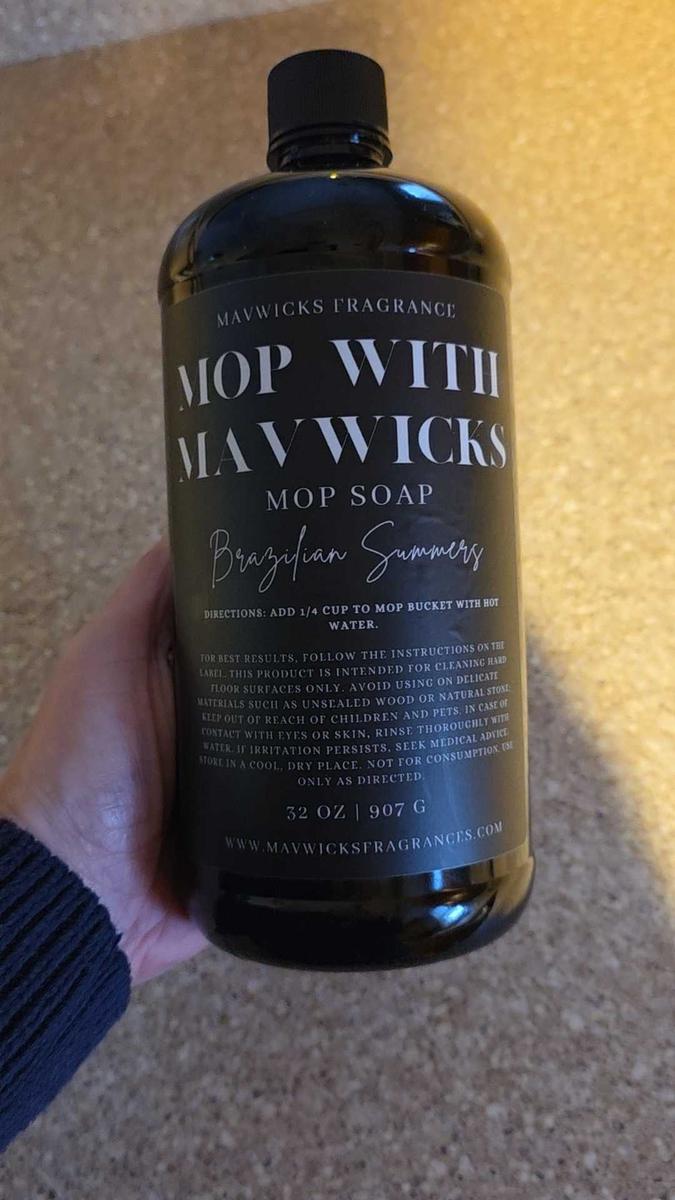 MAVWICKS FRAGRANCE
MOP WITH
MAVWICKS
MOP SOAP
Brazilian Summers
DIRECTIONS: ADD 1/4 CUP TO MOP BUCKET WITH HOT
WATER.
FOR BEST RESULTS, FOLLOW THE INSTRUCTIONS ON THE
LABEL. THIS PRODUCT IS INTENDED FOR CLEANING HARD
FLOOR SURFACES ONLY. AVOID USING ON DELICATE
MATERIALS SUCH AS UNSEALED WOOD OR NATURAL STONE.
KEEP OUT OF REACH OF CHILDREN AND PETS. IN CASE OF
CONTACT WITH EYES OR SKIN, RINSE THOROUGHLY WITH
WATER. IF IRRITATION PERSISTS, SEEK MEDICAL ADVICE.
STORE IN A COOL, DRY PLACE. NOT FOR CONSUMPTION. USE
ONLY AS DIRECTED.
32 OZ | 907 G
WWW.MAVWICKSFRAGRANCES.COM